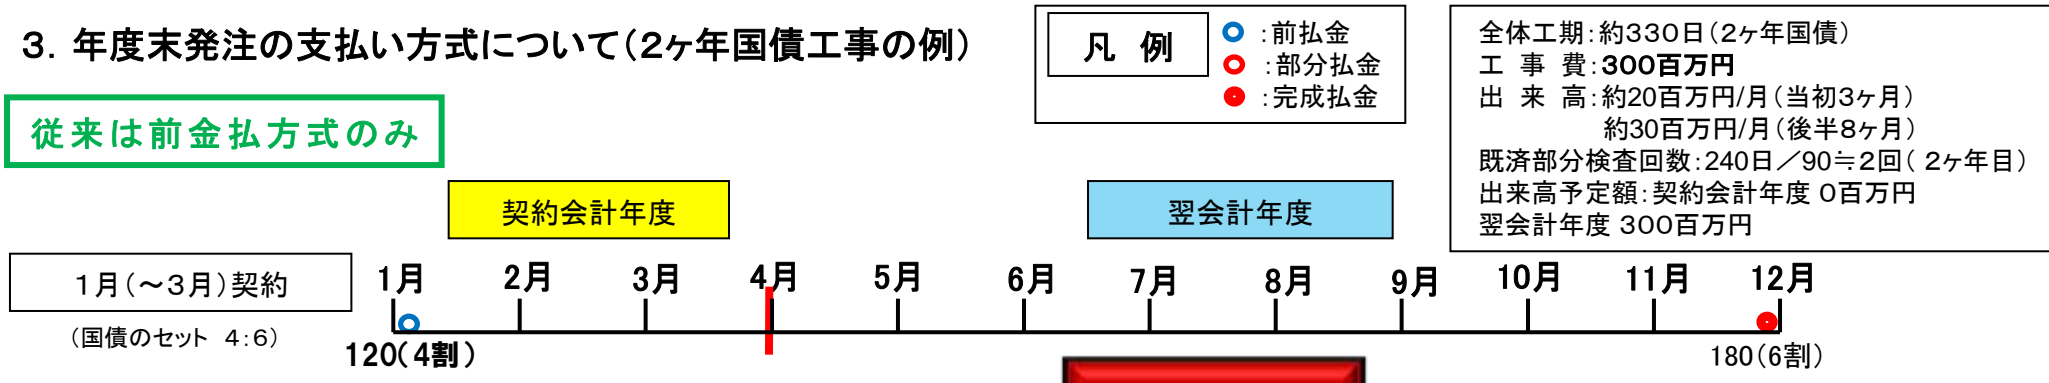 ３．年度末発注の支払い方式について（２ヶ年国債工事の例）
凡　例
：前払金
：部分払金
：完成払金
全体工期：約３３０日（２ヶ年国債）
工　事　費：３００百万円
出　来　高：約20百万円/月（当初３ヶ月）
約30百万円/月（後半８ヶ月）
既済部分検査回数：240日／90≒２回（ ２ヶ年目）
出来高予定額：契約会計年度 ０百万円
翌会計年度 ３００百万円
従来は前金払方式のみ
契約会計年度
翌会計年度
１月（～３月）契約
（国債のセット　４：６）
1月
2月
3月
4月
5月
6月
7月
8月
9月
10月
11月
12月
120（4割）
180（6割）